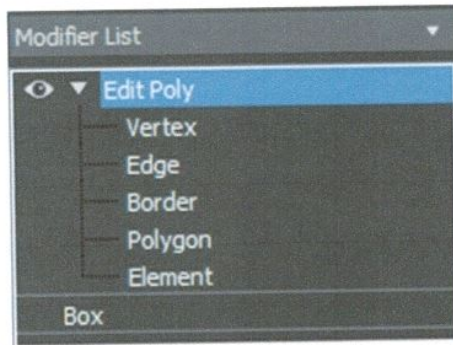 Modifier List
Edit Poly
Vertex
Edge
Border
Polygon
Element
Box